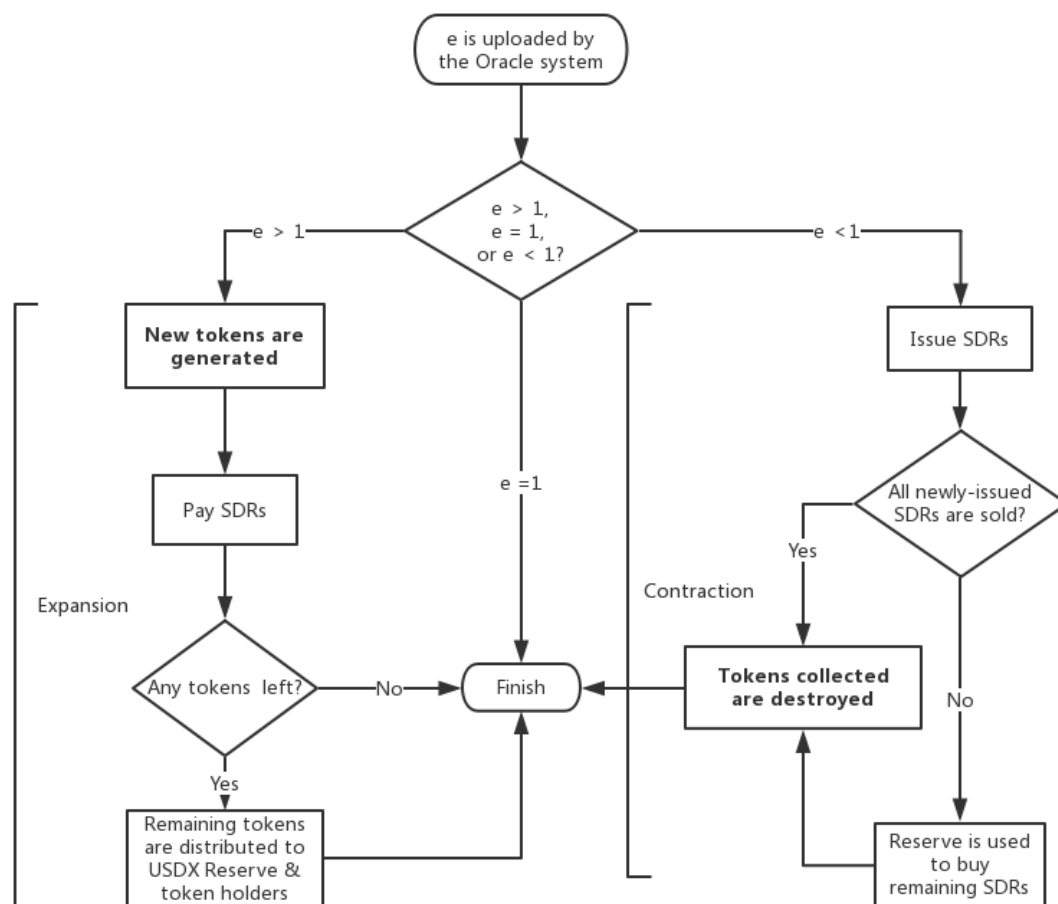 e is uploaded by
the Oracle system
e > 1,
e = 1,
or e < 1?
e > 1
e <1
New tokens are
generated
Issue SDRs
e =1
Pay SDRs
All newly-issued
SDRs are sold?
Yes
Expansion
Contraction
Any tokens left?
No
Finish
Tokens collected
are destroyed
No
Yes
Remaining tokens
are distributed to
USDX Reserve &
token holders
Reserve is used
to buy
remaining SDRs